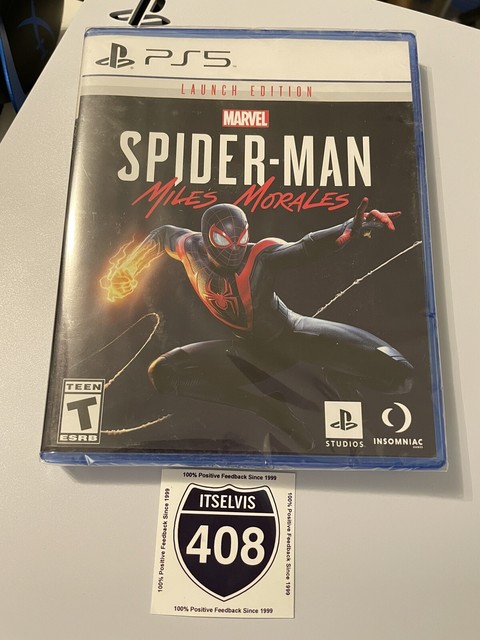 PS5
LAUNCH EDITION
MARVEL
SPIDER-MAN
MILES MORALES
TEEN
T
ESRB
STUDIOS
INSOMNIAC
GAMES
100% Positive Feedback Since 1999
100% Positive Feedback Since 1999
ITSELVIS
408
100% Positive Feedback Since 1999
100% Positive Feedback Since 1999